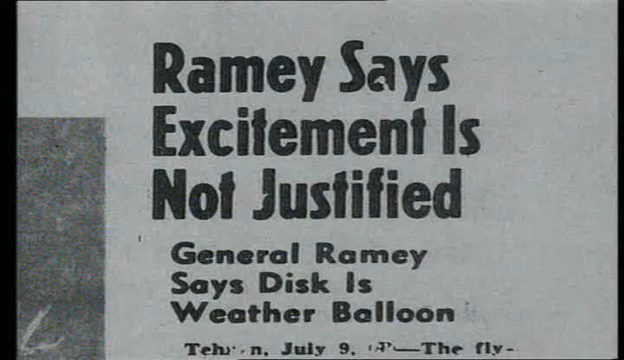 Ramey Says
Excitement Is
Not Justified
General Ramey
Says Disk Is
Weather Balloon
July 9, —The fly-